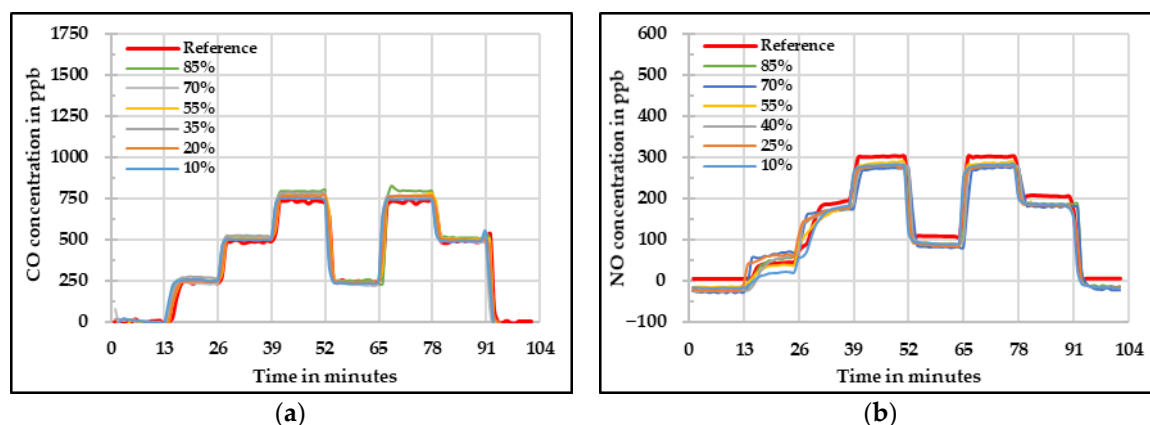 1750
1500
1250
1000
750
500
250
0
CO concentration in ppb
Reference
85%
70%
55%
35%
20%
10%
0 13 26 39 52 65 78 91 104
Time in minutes
(a)
600
500
400
300
200
100
0
−100
NO concentration in ppb
Reference
85%
70%
55%
40%
25%
10%
0 13 26 39 52 65 78 91 104
Time in minutes
(b)